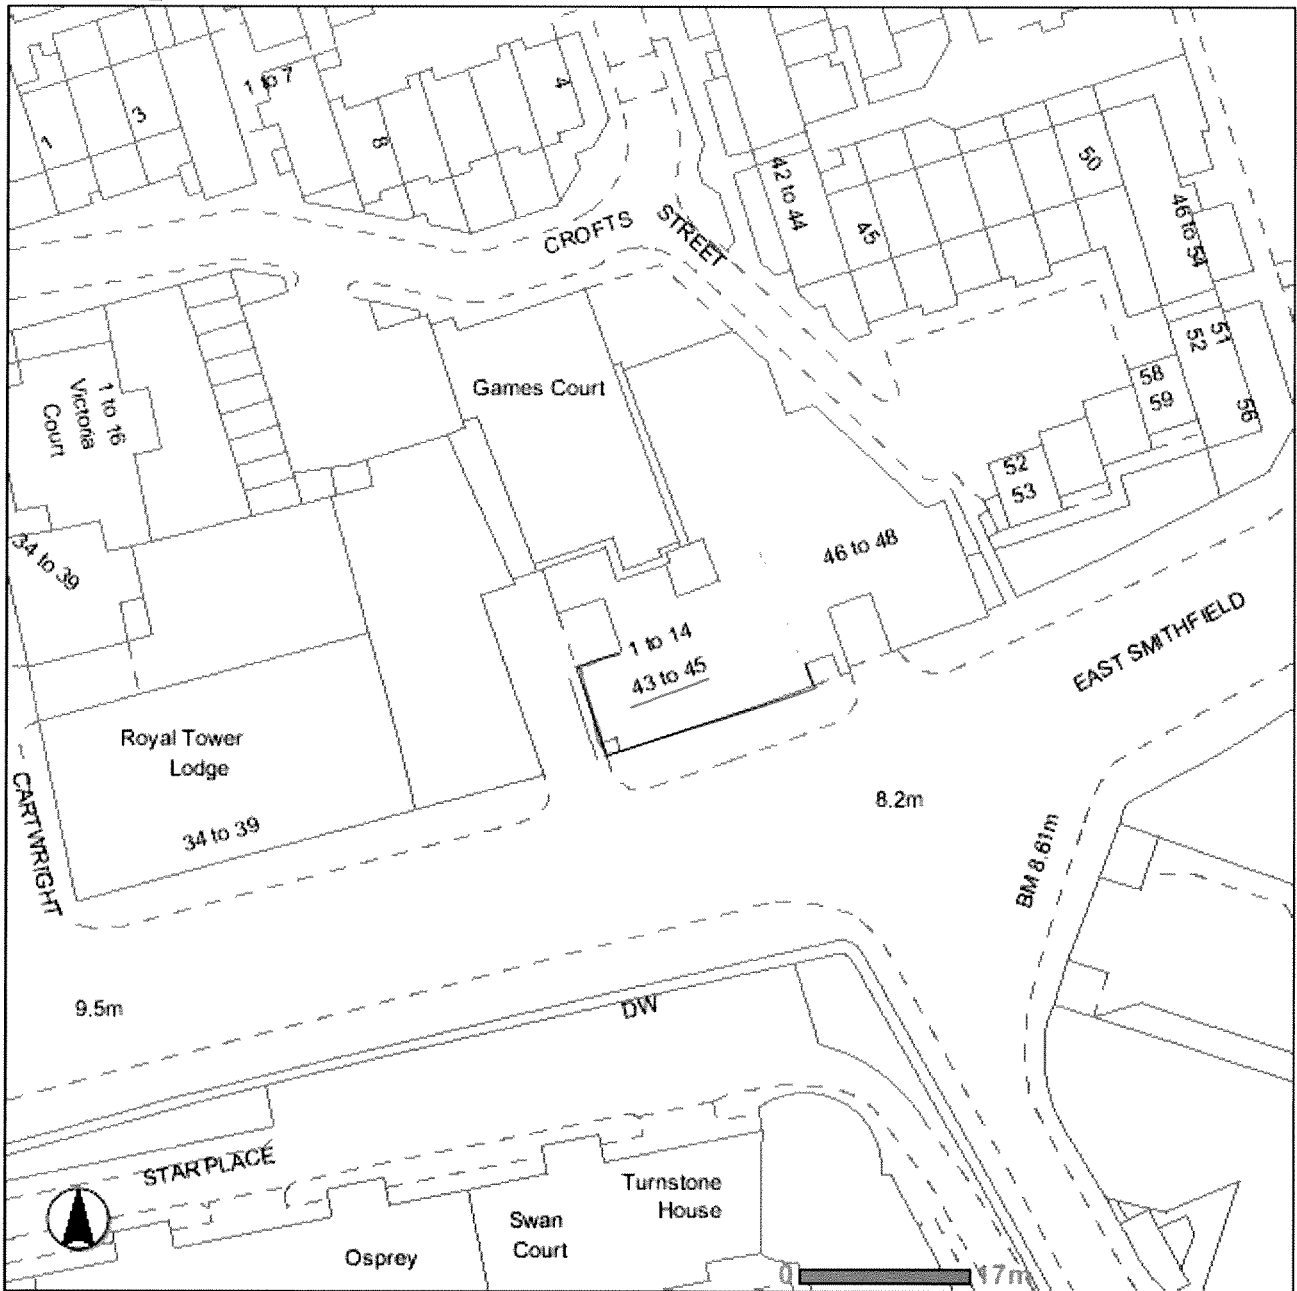 1 to 7
4
3
1
8
50
42 to 44
CROFTS STREET
45
46 to 54
51
52
58
59
56
Games Court
1 to 16
Victoria
Court
52
53
34 to 39
46 to 48
EAST SMITHFIELD
1 to 14
43 to 45
Royal Tower
Lodge
34 to 39
CARTWRIGHT
8.2m
BM 8.61m
9.5m
DW
STAR PLACE
Turnstone
House
Swan
Court
Osprey
0 17m